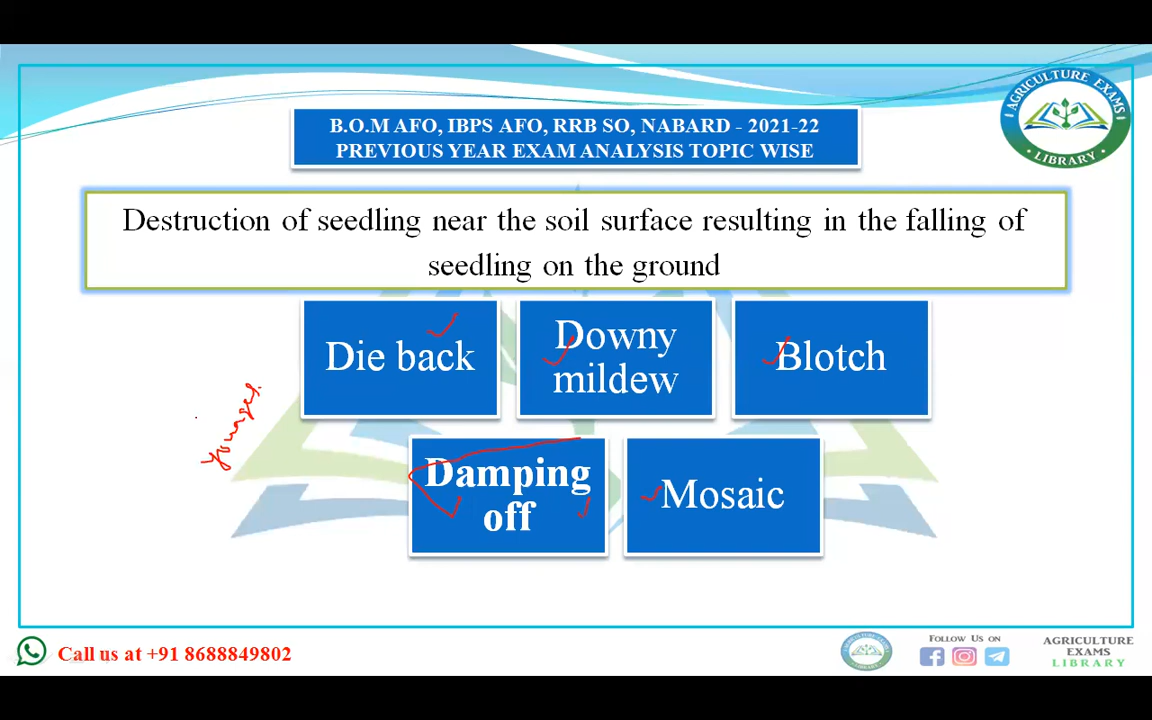 AGRICULTURE EXAMS
LIBRARY
B.O.M AFO, IBPS AFO, RRB SO, NABARD - 2021-22
PREVIOUS YEAR EXAM ANALYSIS TOPIC WISE
Destruction of seedling near the soil surface resulting in the falling of
seedling on the ground
Die back
Downy
mildew
Blotch
Damping
off
Mosaic
Call us at +91 8688849802
FOLLOW US ON
AGRICULTURE
EXAMS
LIBRARY